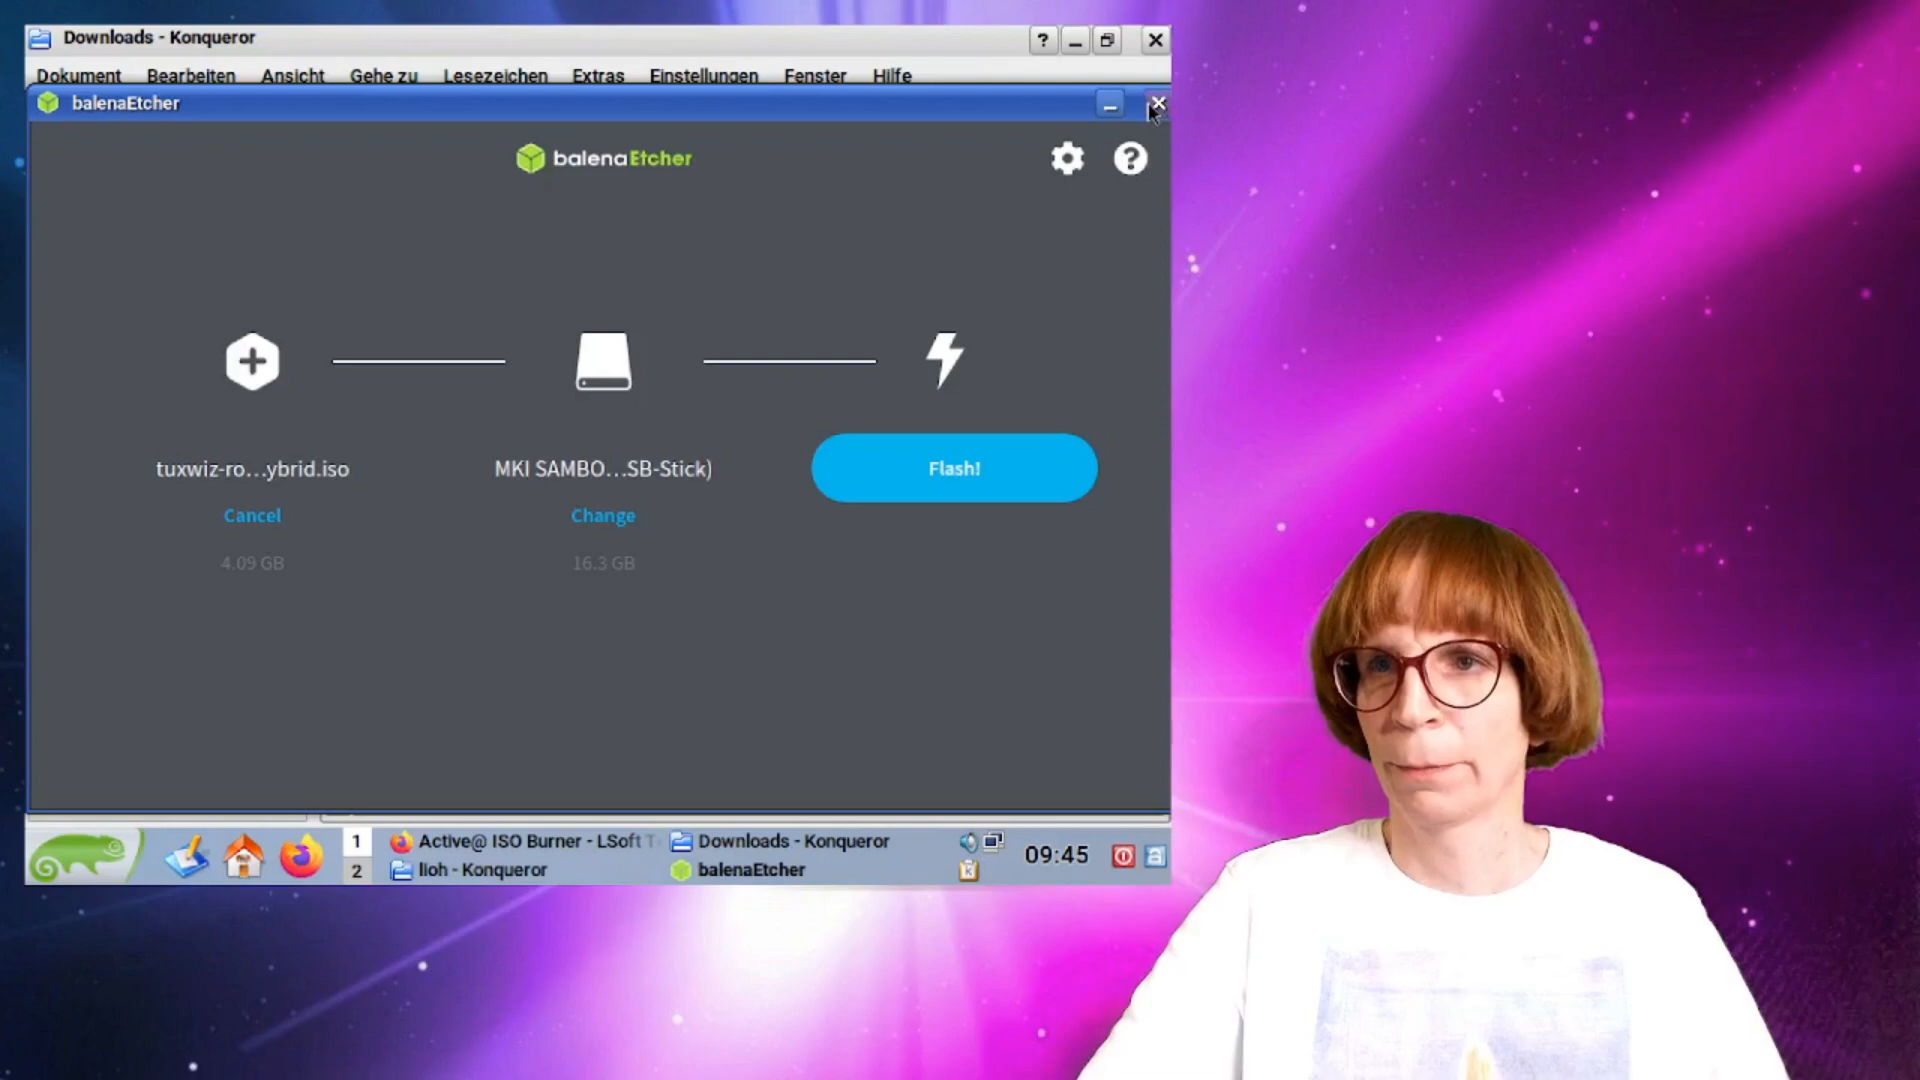 Downloads - Konqueror
Dokument Bearbeiten Ansicht Gehe zu Lesezeichen Extras Einstellungen Fenster Hilfe
balenaEtcher
balenaEtcher
tuxwiz-ro...ybrid.iso
Cancel
4.09 GB
MKI SAMBO...SB-Stick)
Change
16.3 GB
Flash!
1
2
Active@ ISO Burner - LSoft T
lioh - Konqueror
Downloads - Konqueror
balenaEtcher
09:45